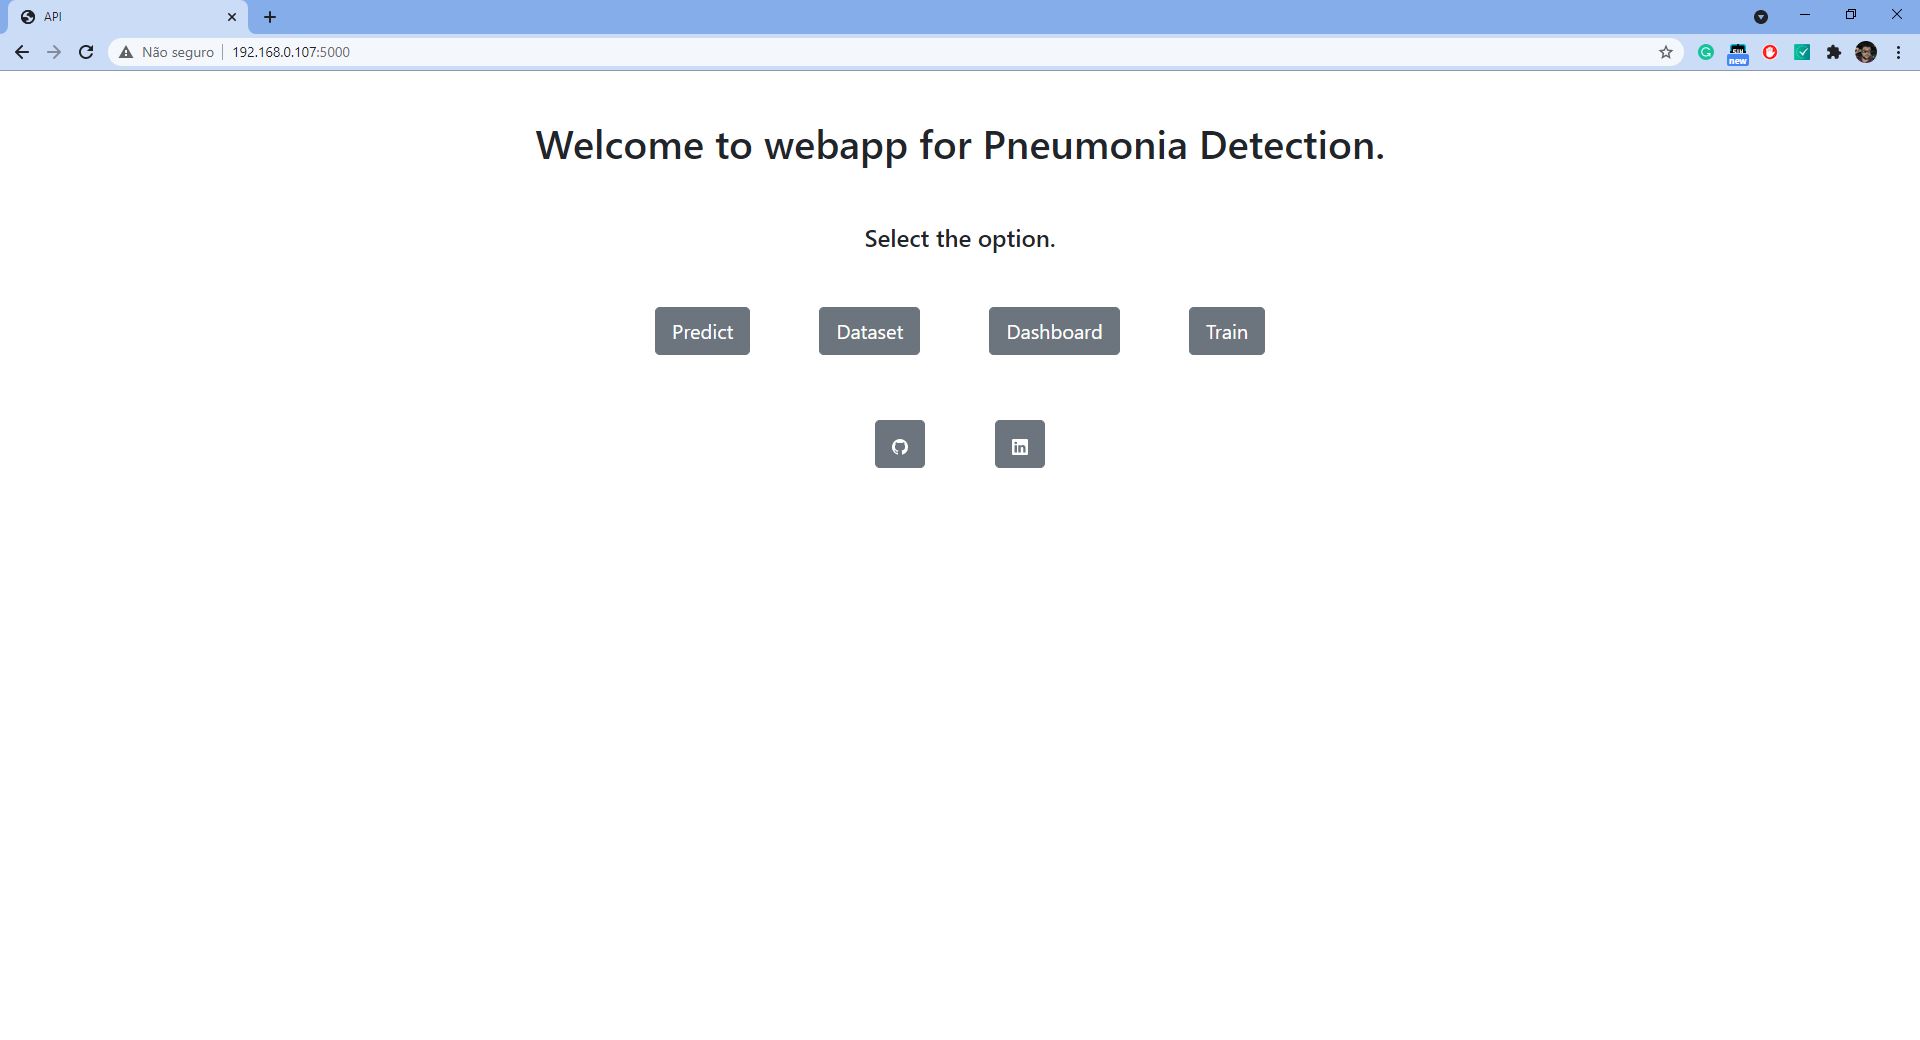 API
Não seguro 192.168.0.107:5000
new
Welcome to webapp for Pneumonia Detection.
Select the option.
Predict Dataset Dashboard Train
in